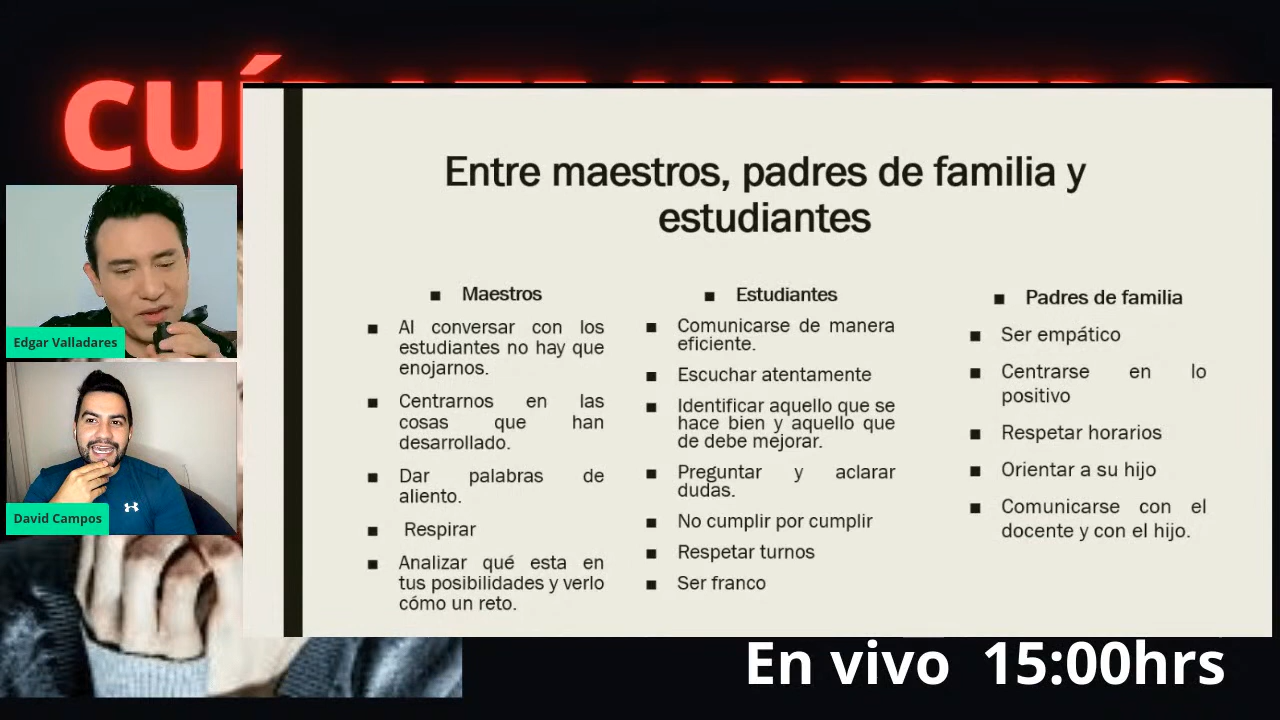 CUÍ
Entre maestros, padres de familia y
estudiantes
■ Maestros
■ Al conversar con los
estudiantes no hay que
enojarnos.
■ Centrarnos en las
cosas que han
desarrollado.
■ Dar palabras de
aliento.
■ Respirar
■ Analizar qué esta en
tus posibilidades y verlo
cómo un reto.
■ Estudiantes
■ Comunicarse de manera
eficiente.
■ Escuchar atentamente
■ Identificar aquello que se
hace bien y aquello que
de debe mejorar.
■ Preguntar y aclarar
dudas.
■ No cumplir por cumplir
■ Respetar turnos
■ Ser franco
■ Padres de familia
■ Ser empático
■ Centrarse en lo
positivo
■ Respetar horarios
■ Orientar a su hijo
■ Comunicarse con el
docente y con el hijo.
Edgar Valladares
David Campos
En vivo 15:00hrs